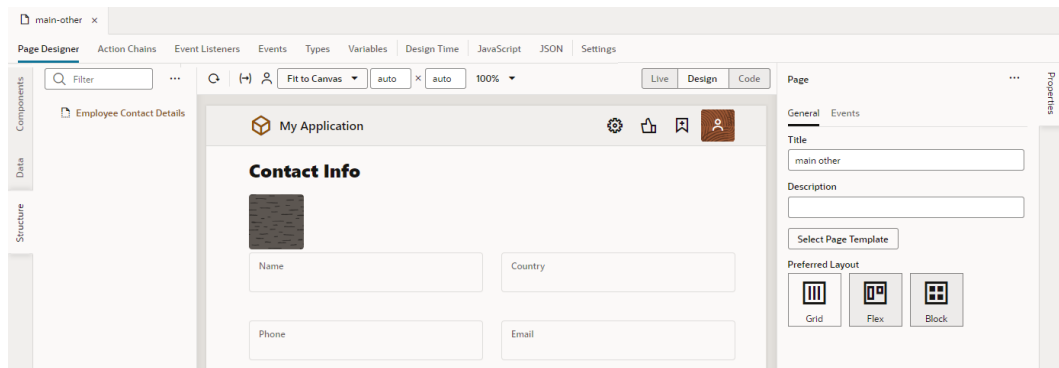 main-other ×
Page Designer Action Chains Event Listeners Events Types Variables Design Time JavaScript JSON Settings
Components
Data
Structure
Filter ...
Employee Contact Details
Fit to Canvas auto × auto 100% Live Design Code
My Application
Contact Info
Name Country
Phone Email
Page ...
General Events
Title
main other
Description
Select Page Template
Preferred Layout
Grid Flex Block
Properties